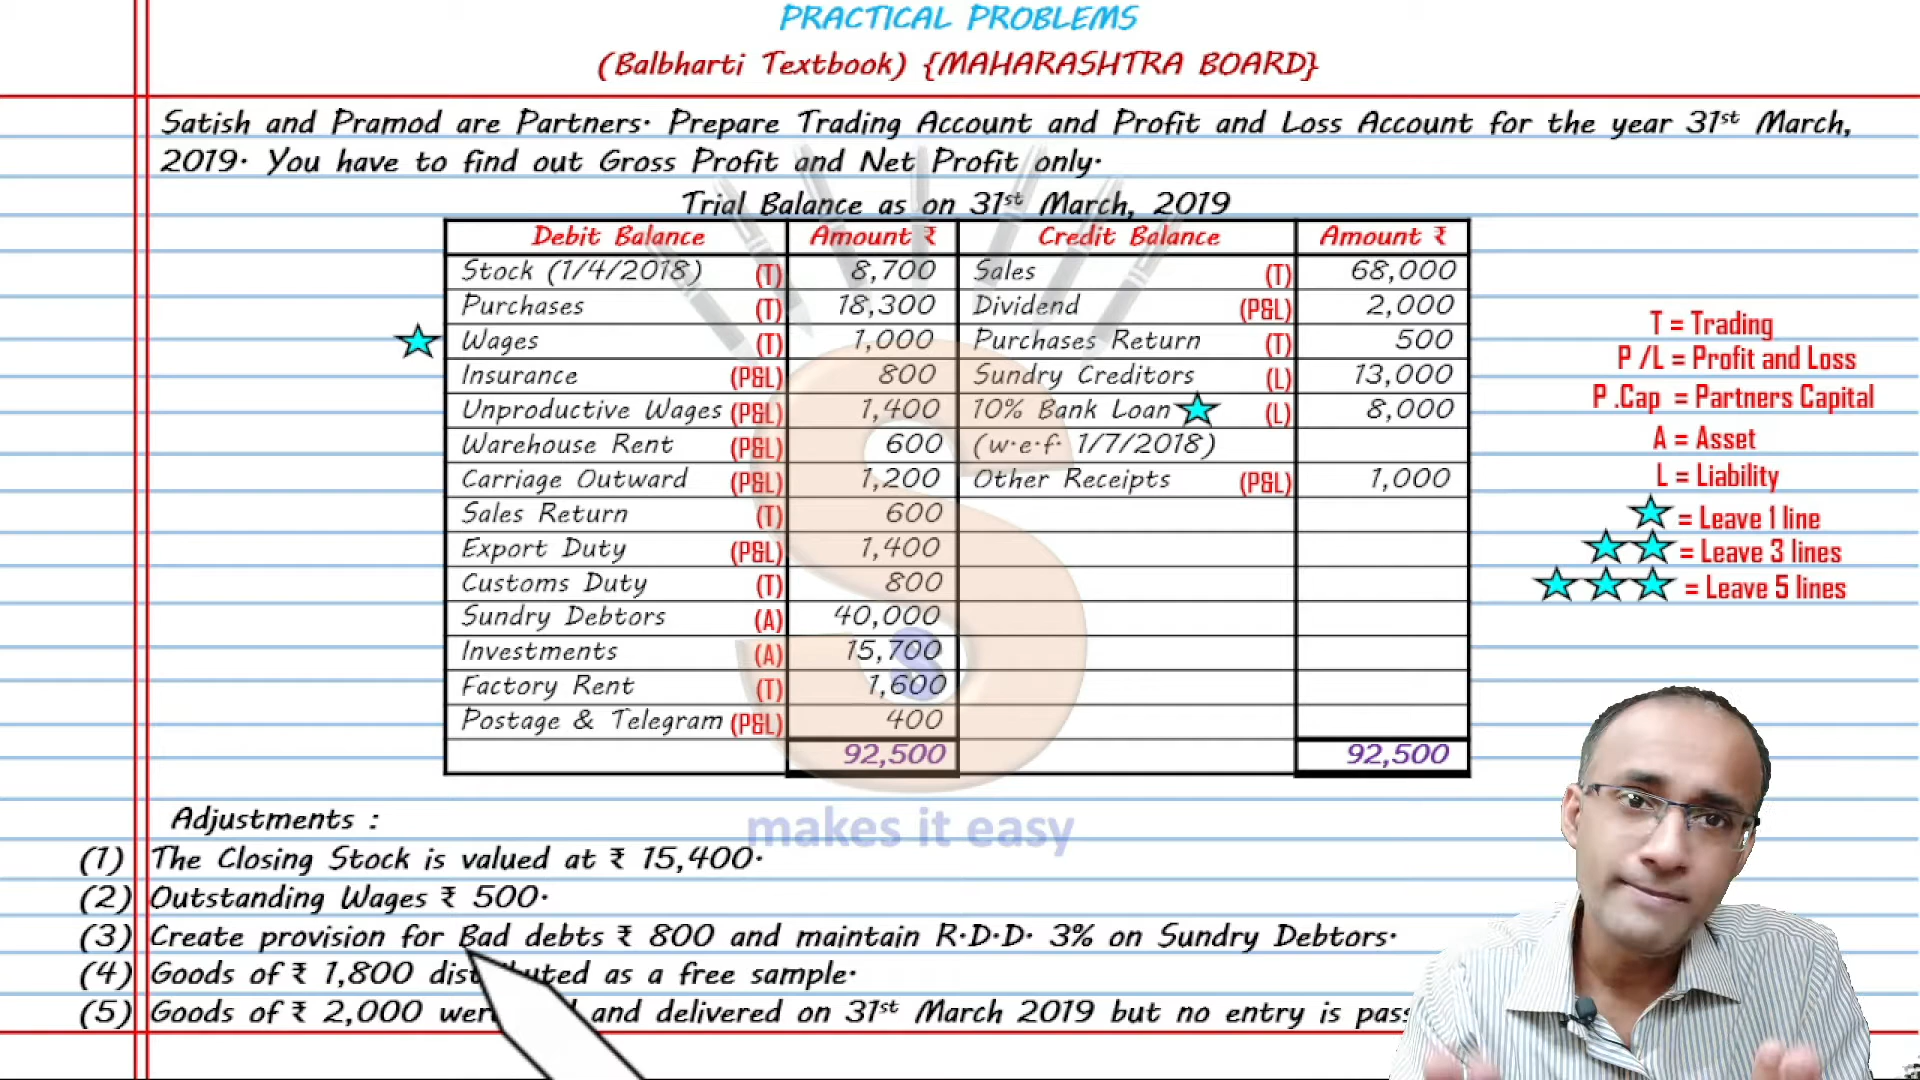 PRACTICAL PROBLEMS
(Balbharti Textbook) {MAHARASHTRA BOARD}
Satish and Pramod are Partners. Prepare Trading Account and Profit and Loss Account for the year 31st March,
2019. You have to find out Gross Profit and Net Profit only.
Trial Balance as on 31st March, 2019
Debit Balance Amount ₹ Credit Balance Amount ₹
Stock (1/4/2018) (T) 8,700 Sales (T) 68,000
Purchases (T) 18,300 Dividend (P&L) 2,000
Wages (T) 1,000 Purchases Return (T) 500
Insurance (P&L) 800 Sundry Creditors (L) 13,000
Unproductive Wages (P&L) 1,400 10% Bank Loan (L) 8,000
Warehouse Rent (P&L) 600 (w.e.f. 1/7/2018)
Carriage Outward (P&L) 1,200 Other Receipts (P&L) 1,000
Sales Return (T) 600
Export Duty (P&L) 1,400
Customs Duty (T) 800
Sundry Debtors (A) 40,000
Investments (A) 15,700
Factory Rent (T) 1,600
Postage & Telegram (P&L) 400
92,500 92,500
T = Trading
P /L = Profit and Loss
P .Cap = Partners Capital
A = Asset
L = Liability
= Leave 1 line
= Leave 3 lines
= Leave 5 lines
makes it easy
Adjustments :
(1) The Closing Stock is valued at ₹ 15,400.
(2) Outstanding Wages ₹ 500.
(3) Create provision for Bad debts ₹ 800 and maintain R.D.D. 3% on Sundry Debtors.
(4) Goods of ₹ 1,800 as a free sample.
(5) Goods of ₹ 2,000 and delivered on 31st March 2019 but no entry is